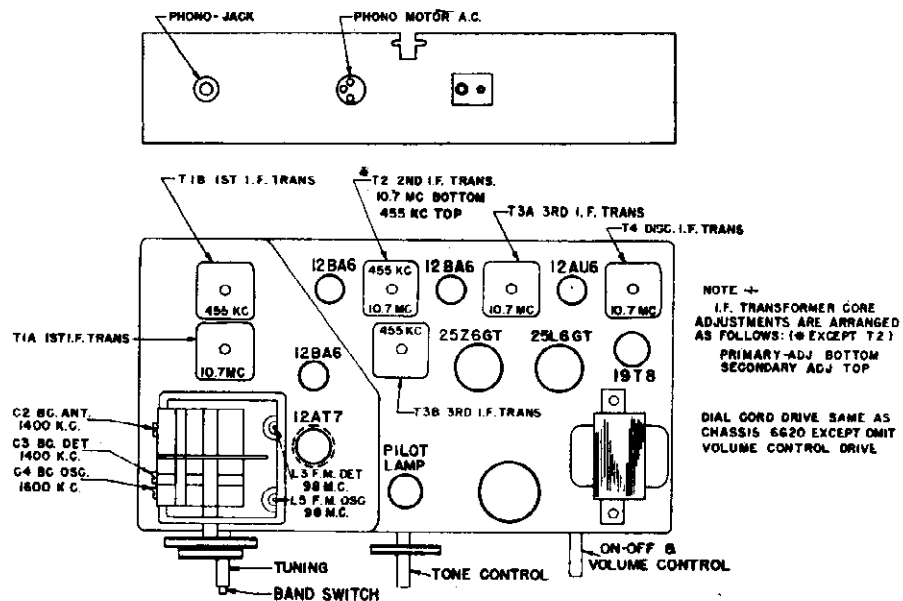 PHONO-JACK
PHONO MOTOR A.C.
T1B 1ST I.F. TRANS
*T2 2ND I.F. TRANS.
10.7 MC BOTTOM
455 KC TOP
T3A 3RD I.F. TRANS
T4 DISC. I.F. TRANS
12BA6
455 KC
10.7 MC
12BA6
10.7 MC
12AU6
10.7 MC
455 KC
T1A 1ST I.F. TRANS
10.7MC
12BA6
455 KC
25Z6GT
25L6GT
19T8
T3B 3RD I.F. TRANS
NOTE
I.F. TRANSFORMER CORE
ADJUSTMENTS ARE ARRANGED
AS FOLLOWS: (* EXCEPT T2)
PRIMARY-ADJ BOTTOM
SECONDARY ADJ TOP
DIAL CORD DRIVE SAME AS
CHASSIS 6620 EXCEPT OMIT
VOLUME CONTROL DRIVE
C2 BC. ANT.
1400 K.C.
C3 BC. DET
1400 K.C.
C4 BC OSC.
1600 K.C.
12AT7
L3 F.M. DET
98 M.C.
L5 F.M. OSC
98 M.C.
PILOT
LAMP
TUNING
BAND SWITCH
TONE CONTROL
ON-OFF &
VOLUME CONTROL